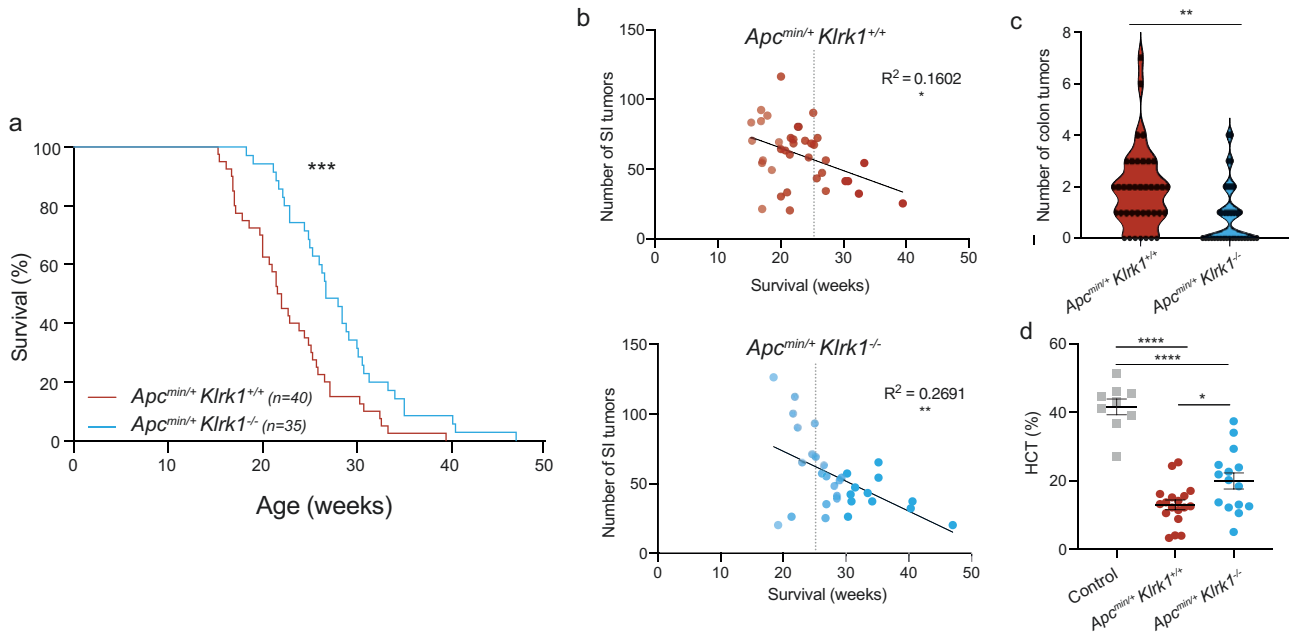 a
100
80
60
40
20
0
Survival (%)
***
Apcmin/+ Klrk1+/+ (n=40)
Apcmin/+ Klrk1-/- (n=35)
0 10 20 30 40 50
Age (weeks)
b
Apcmin/+ Klrk1+/+
150
100
50
0
Number of SI tumors
R2 = 0.1602
*
0 10 20 30 40 50
Survival (weeks)
Apcmin/+ Klrk1-/-
150
100
50
0
Number of SI tumors
R2 = 0.2691
**
0 10 20 30 40 50
Survival (weeks)
c
**
8
6
4
2
0
Number of colon tumors
Apcmin/+ Klrk1+/+
Apcmin/+ Klrk1-/-
d
****
****
*
60
40
20
0
HCT (%)
Control
Apcmin/+ Klrk1+/+
Apcmin/+ Klrk1-/-